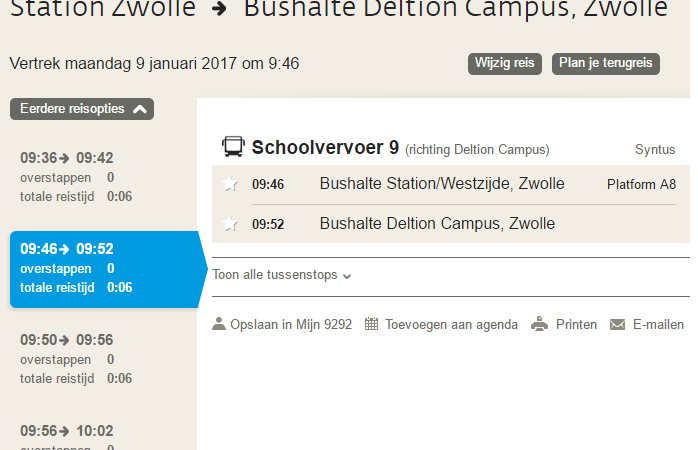 Station Zwolle → Bushalte Deltion Campus, Zwolle
Vertrek maandag 9 januari 2017 om 9:46
Wijzig reis
Plan je terugreis
Eerdere reisopties
09:36 → 09:42
overstappen 0
totale reistijd 0:06
09:46 → 09:52
overstappen 0
totale reistijd 0:06
09:50 → 09:56
overstappen 0
totale reistijd 0:06
09:56 → 10:02
overstappen 0
Schoolvervoer 9 (richting Deltion Campus) Syntus
09:46 Bushalte Station/Westzijde, Zwolle Platform A8
09:52 Bushalte Deltion Campus, Zwolle
Toon alle tussenstops
Opslaan in Mijn 9292 Toevoegen aan agenda Printen E-mailen